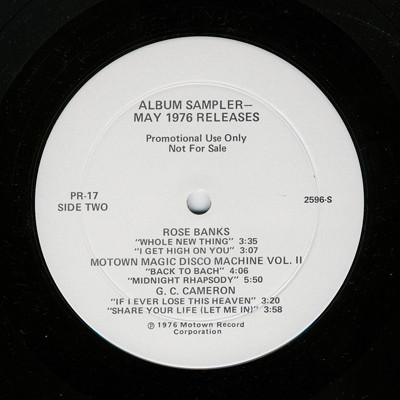 ALBUM SAMPLER—
MAY 1976 RELEASES
Promotional Use Only
Not For Sale
PR-17
SIDE TWO
2596-S
ROSE BANKS
"WHOLE NEW THING" 3:35
"I GET HIGH ON YOU" 3:07
MOTOWN MAGIC DISCO MACHINE VOL. II
"BACK TO BACH" 4:06
"MIDNIGHT RHAPSODY" 5:50
G. C. CAMERON
"IF I EVER LOSE THIS HEAVEN" 3:20
"SHARE YOUR LIFE (LET ME IN)" 3:58
℗ 1976 Motown Record
Corporation